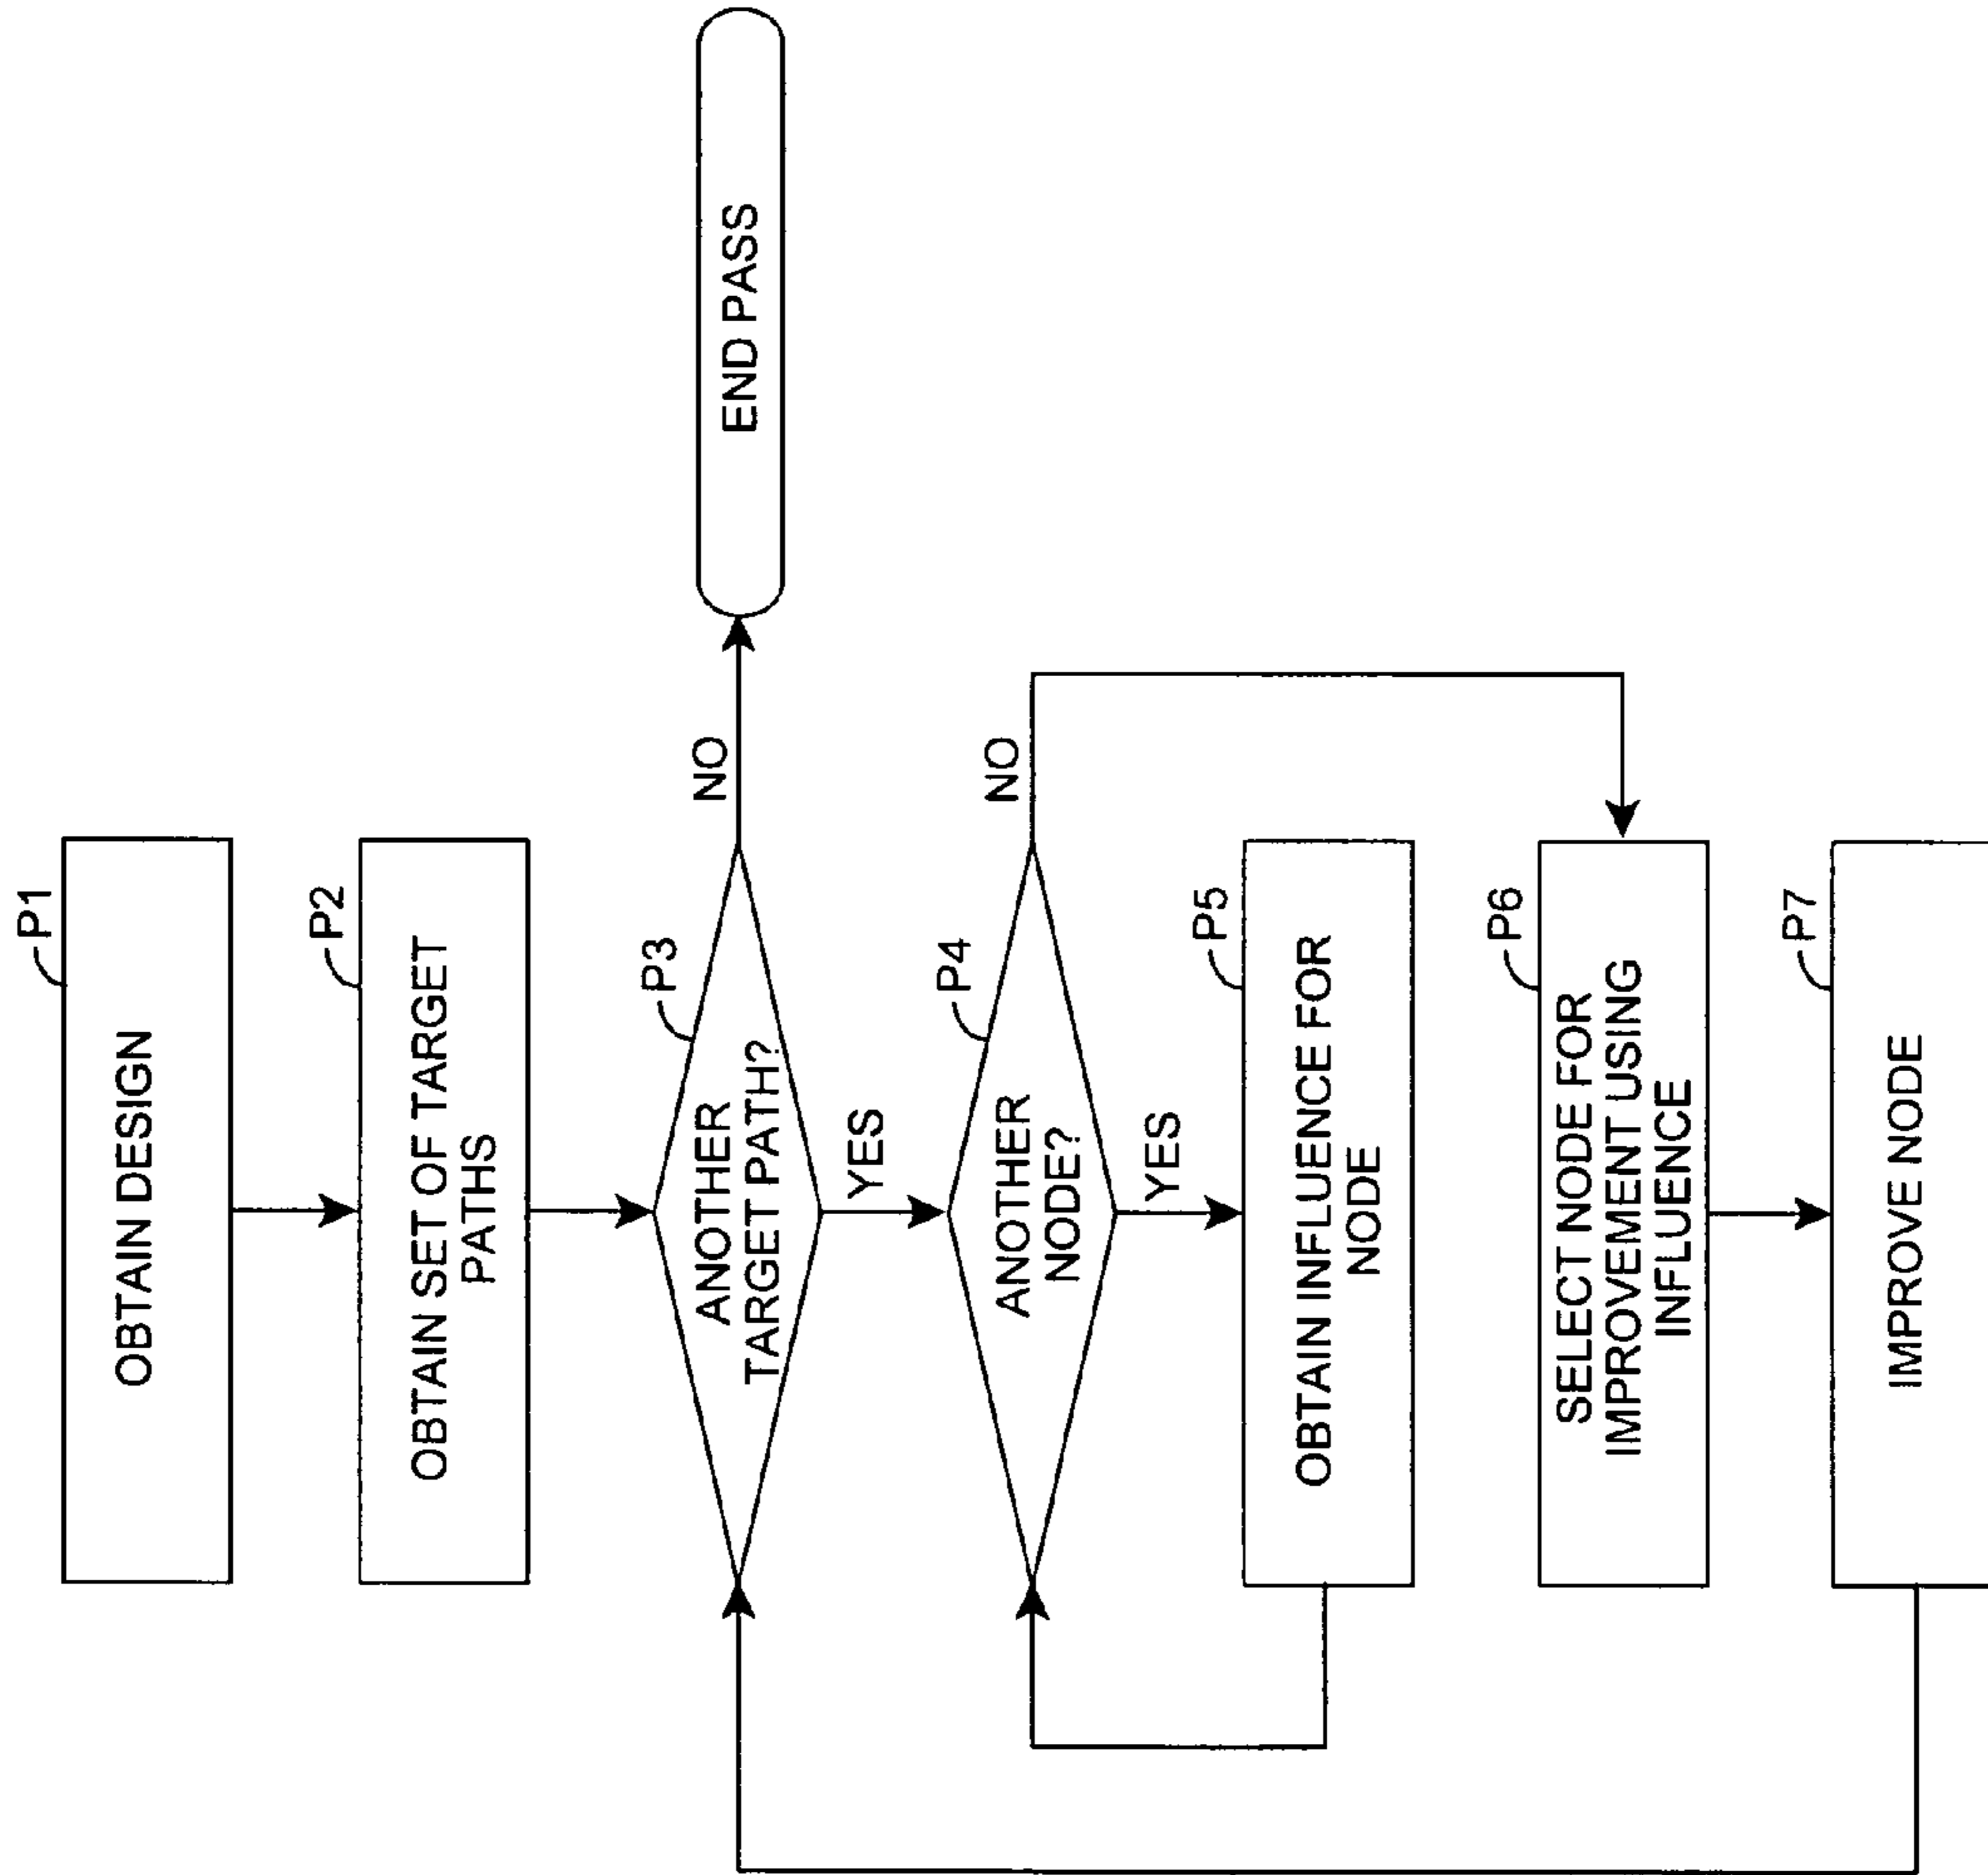 P1
OBTAIN DESIGN
P2
OBTAIN SET OF TARGET
PATHS
P3
ANOTHER
TARGET PATH?
NO
END PASS
YES
P4
ANOTHER
NODE?
NO
YES
P5
OBTAIN INFLUENCE FOR
NODE
P6
SELECT NODE FOR
IMPROVEMENT USING
INFLUENCE
P7
IMPROVE NODE